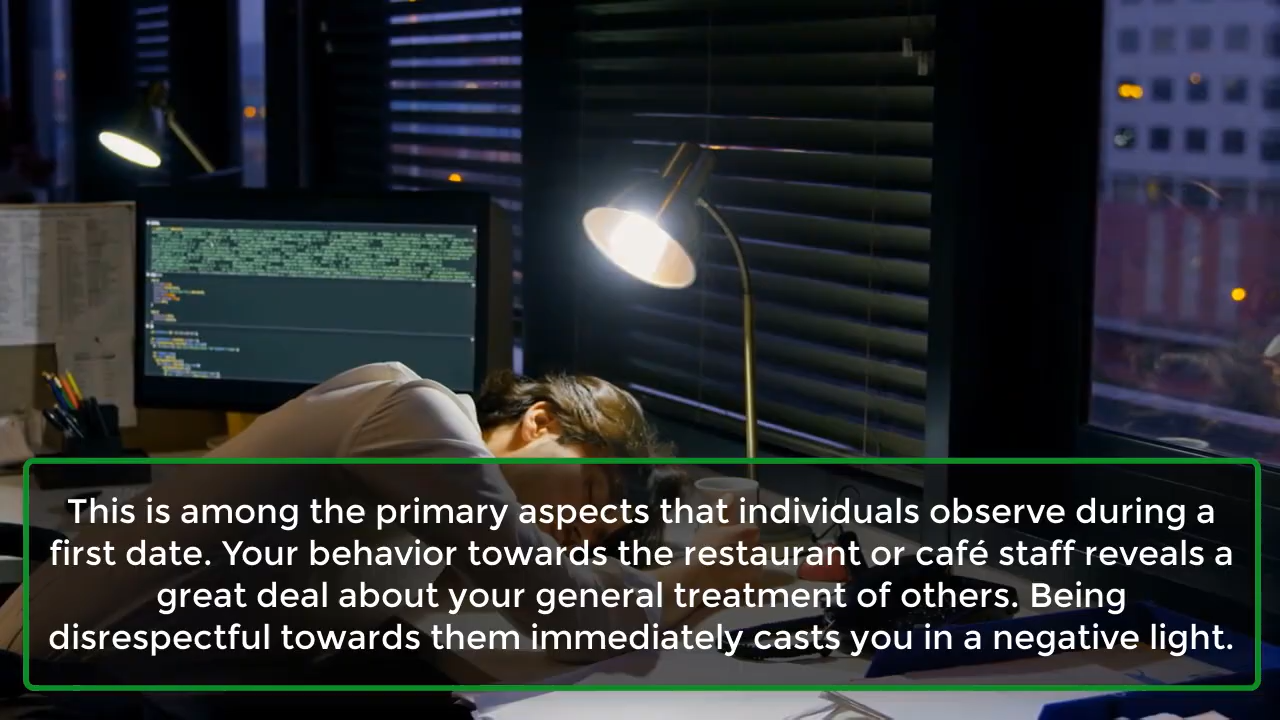 This is among the primary aspects that individuals observe during a
first date. Your behavior towards the restaurant or café staff reveals a
great deal about your general treatment of others. Being
disrespectful towards them immediately casts you in a negative light.